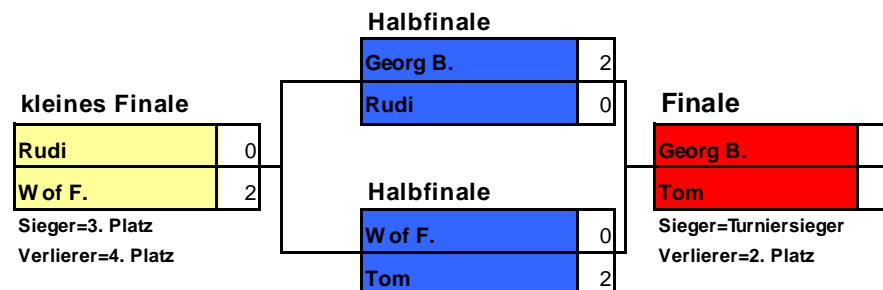 Halbfinale
Georg B. 2
Rudi 0
kleines Finale
Rudi 0
W of F. 2
Sieger=3. Platz
Verlierer=4. Platz
Halbfinale
W of F. 0
Tom 2
Finale
Georg B.
Tom
Sieger=Turniersieger
Verlierer=2. Platz